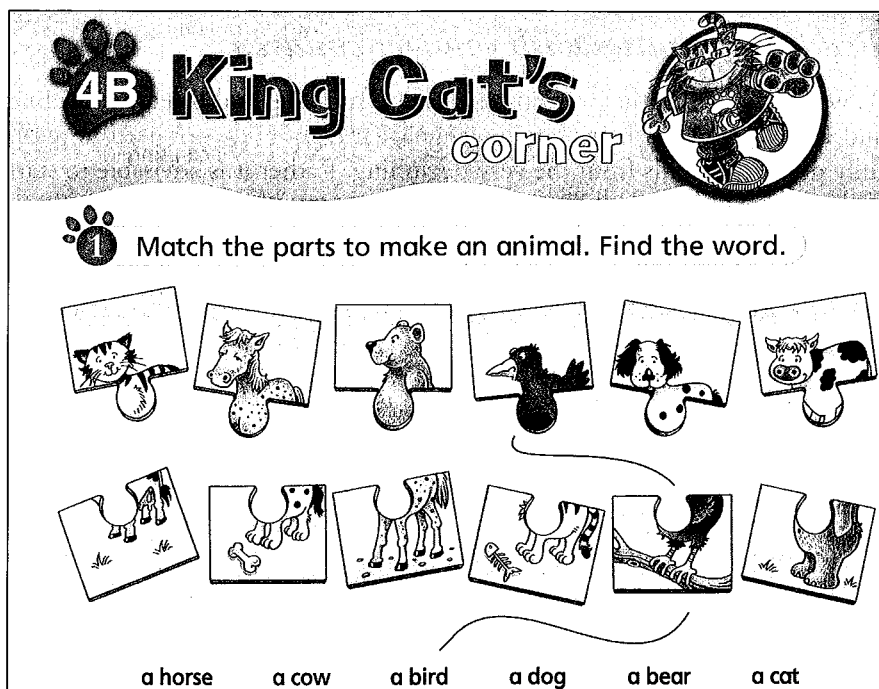 4B King Cat's
corner
1 Match the parts to make an animal. Find the word.
a horse a cow a bird a dog a bear a cat